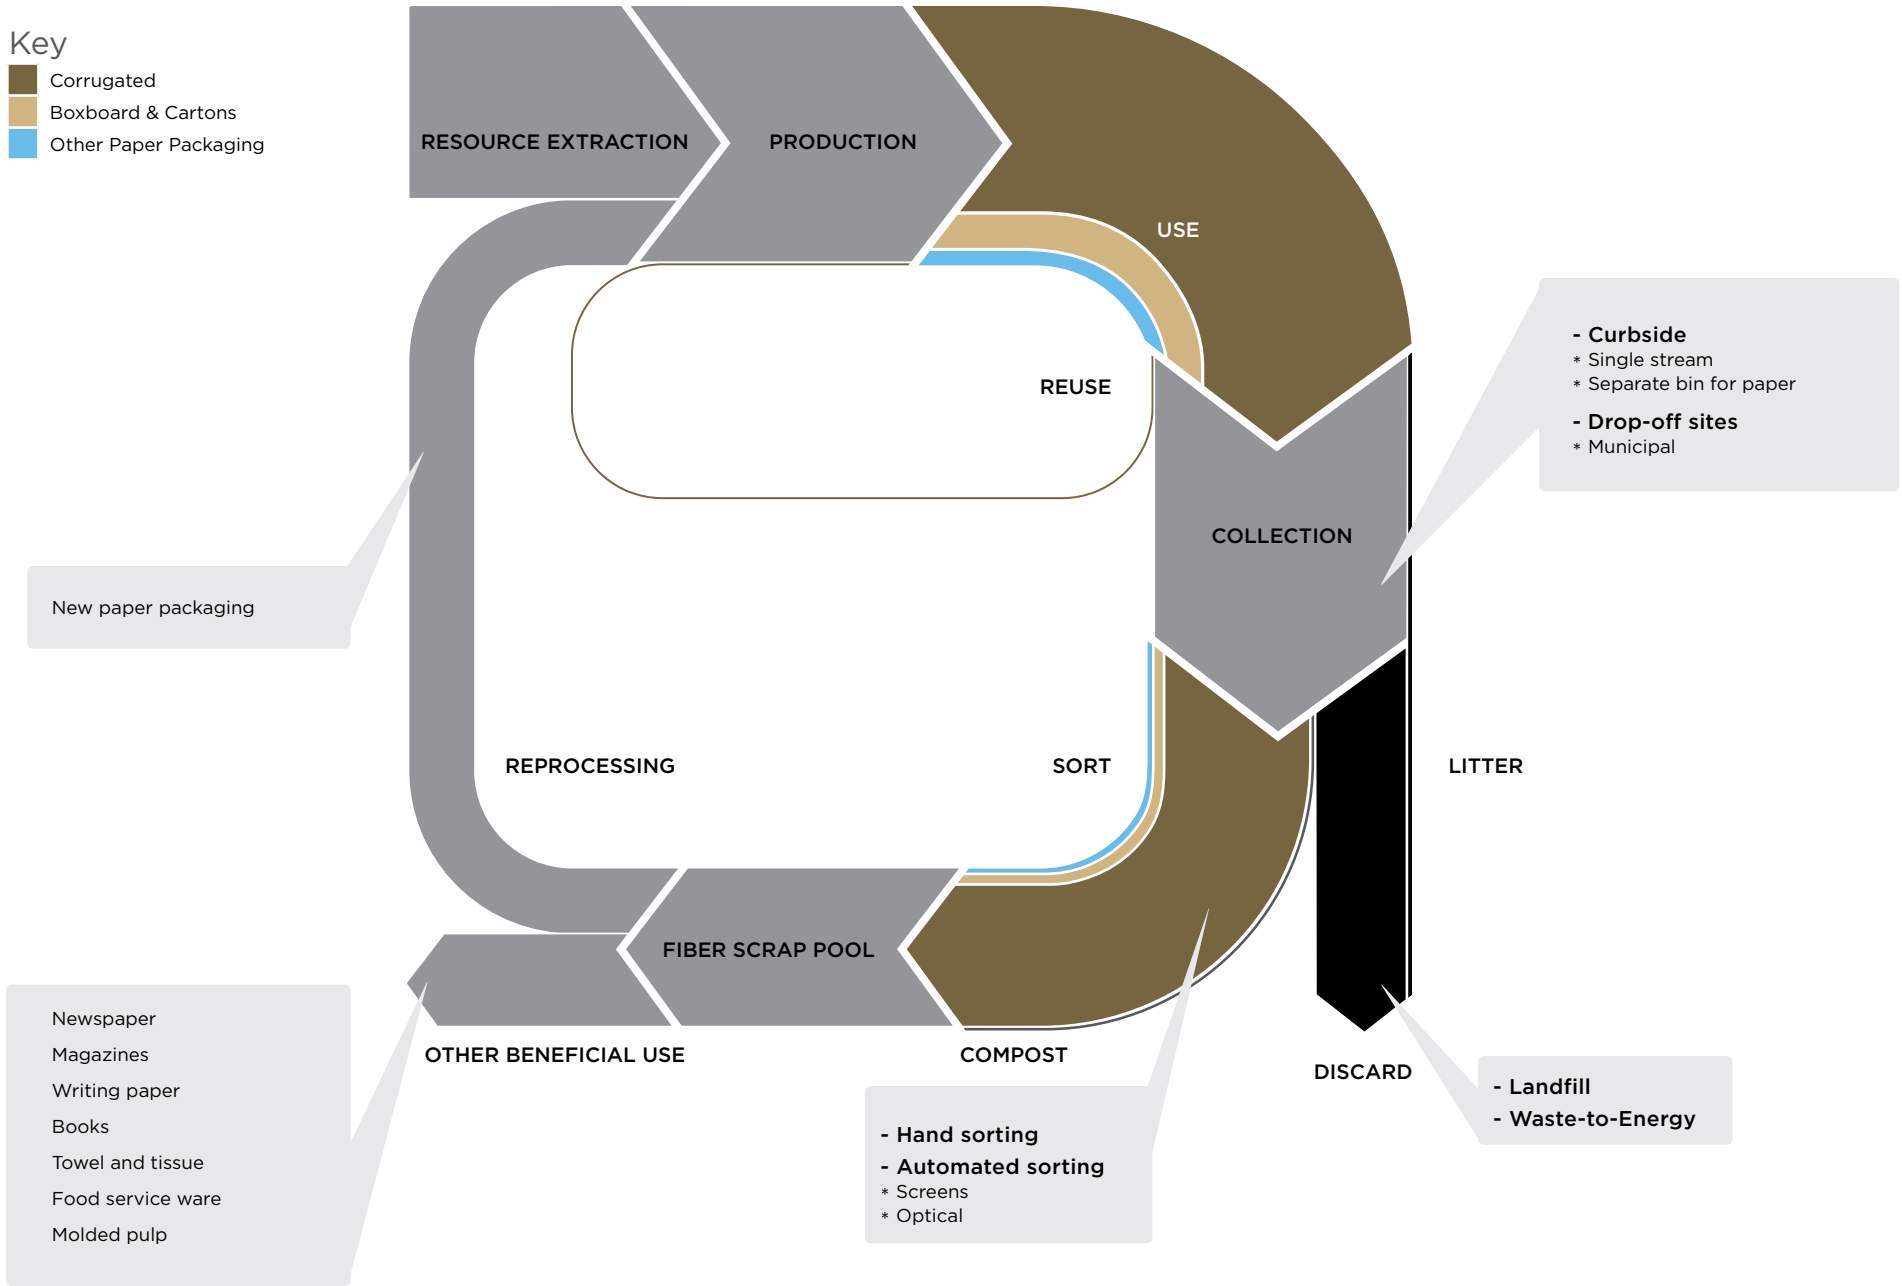 Key
Corrugated
Boxboard & Cartons
Other Paper Packaging
RESOURCE EXTRACTION
PRODUCTION
USE
REUSE
- Curbside
* Single stream
* Separate bin for paper
- Drop-off sites
* Municipal
COLLECTION
New paper packaging
REPROCESSING
SORT
LITTER
FIBER SCRAP POOL
OTHER BENEFICIAL USE
COMPOST
DISCARD
Newspaper
Magazines
Writing paper
Books
Towel and tissue
Food service ware
Molded pulp
- Hand sorting
- Automated sorting
* Screens
* Optical
- Landfill
- Waste-to-Energy